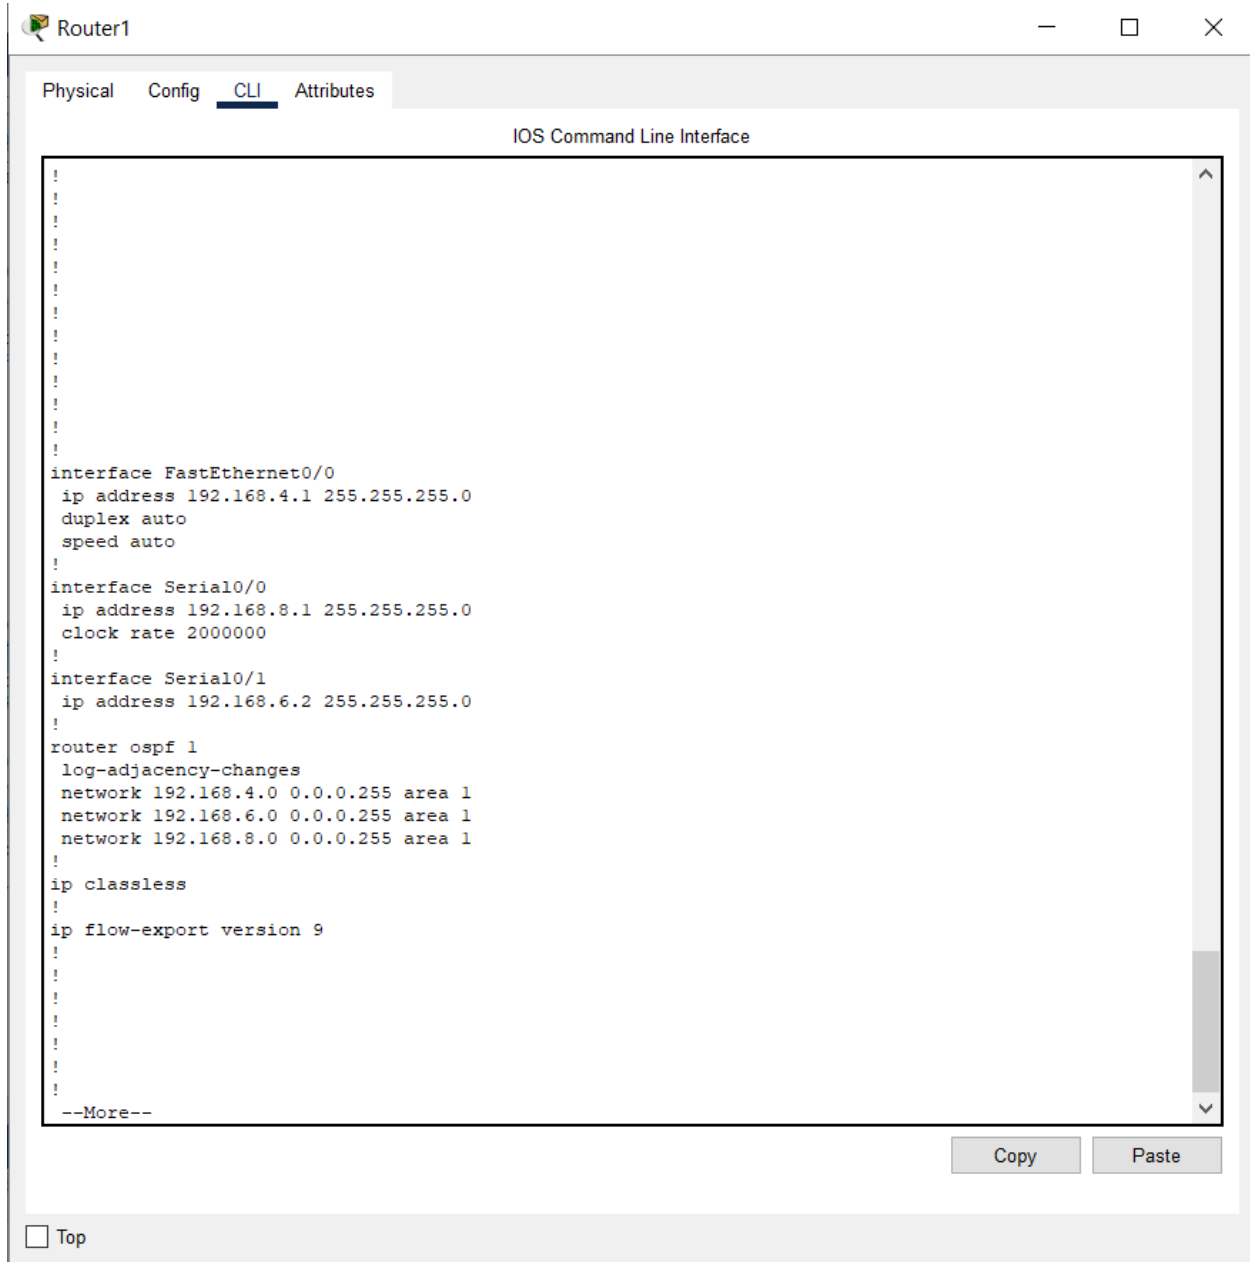 Router1
Physical Config CLI Attributes
IOS Command Line Interface
!
!
!
!
!
!
!
!
!
!
!
!
!
interface FastEthernet0/0
 ip address 192.168.4.1 255.255.255.0
 duplex auto
 speed auto
!
interface Serial0/0
 ip address 192.168.8.1 255.255.255.0
 clock rate 2000000
!
interface Serial0/1
 ip address 192.168.6.2 255.255.255.0
!
router ospf 1
 log-adjacency-changes
 network 192.168.4.0 0.0.0.255 area 1
 network 192.168.6.0 0.0.0.255 area 1
 network 192.168.8.0 0.0.0.255 area 1
!
ip classless
!
ip flow-export version 9
!
!
!
!
!
!
!
 --More--
Copy Paste
Top